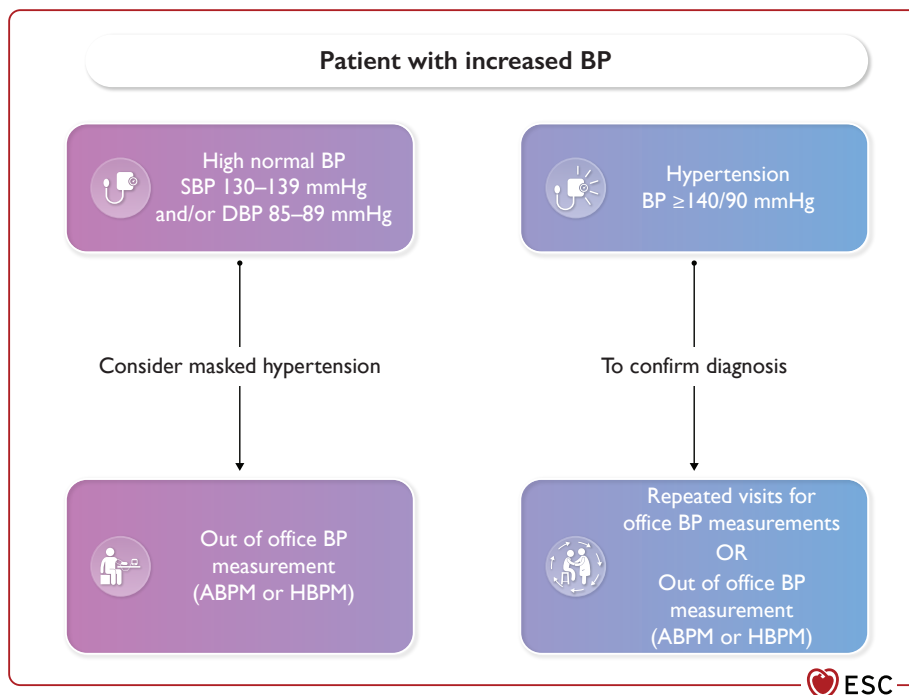 Patient with increased BP
High normal BP
SBP 130–139 mmHg
and/or DBP 85–89 mmHg
Hypertension
BP ≥140/90 mmHg
Consider masked hypertension
To confirm diagnosis
Out of office BP
measurement
(ABPM or HBPM)
Repeated visits for
office BP measurements
OR
Out of office BP
measurement
(ABPM or HBPM)
ESC